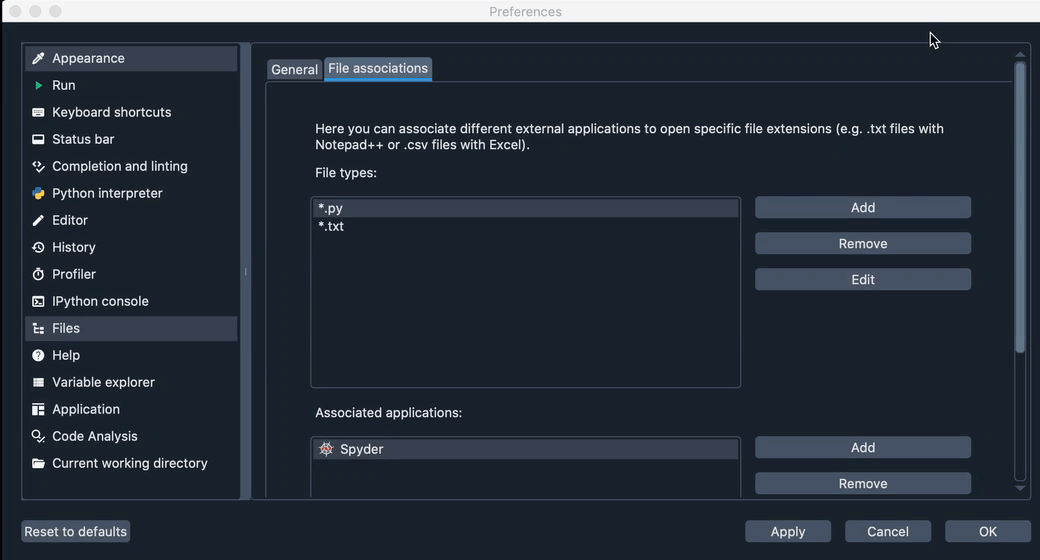 Preferences
Appearance
Run
Keyboard shortcuts
Status bar
Completion and linting
Python interpreter
Editor
History
Profiler
IPython console
Files
Help
Variable explorer
Application
Code Analysis
Current working directory
General
File associations
Here you can associate different external applications to open specific file extensions (e.g. .txt files with
Notepad++ or .csv files with Excel).
File types:
*.py
*.txt
Add
Remove
Edit
Associated applications:
Spyder
Add
Remove
Reset to defaults
Apply
Cancel
OK